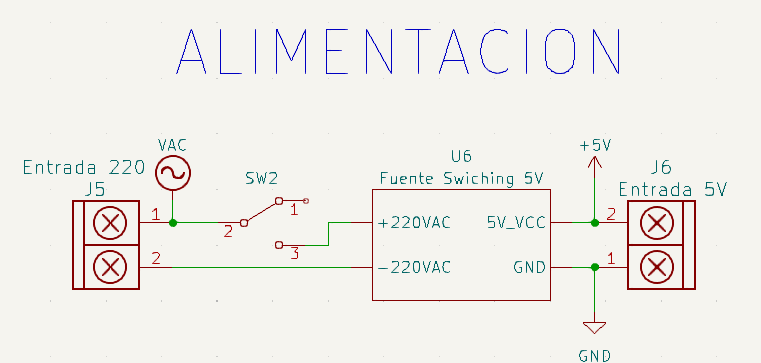 ALIMENTACION
VAC
Entrada 220
J5
1
2
SW2
1
2
3
U6
Fuente Swiching 5V
+220VAC
5V_VCC
-220VAC
GND
+5V
J6
Entrada 5V
2
1
GND